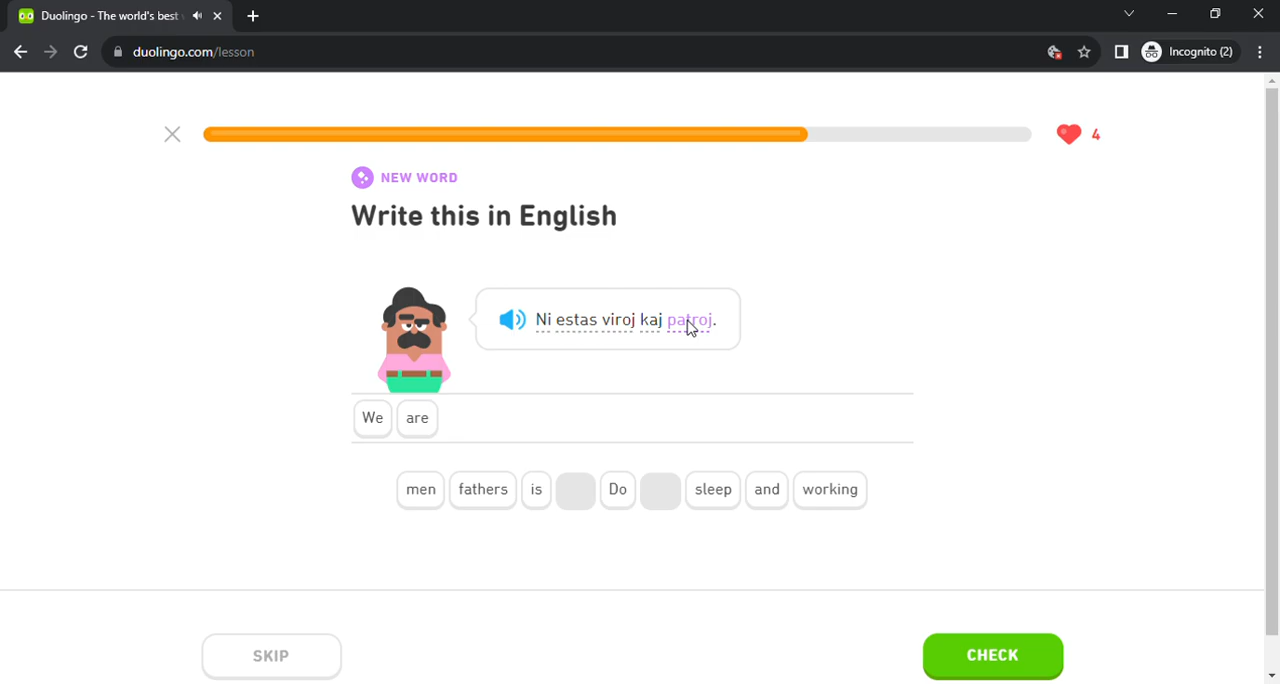 Duolingo - The world's best
duolingo.com/lesson
Incognito (2)
4
NEW WORD
Write this in English
Ni estas viroj kaj patroj.
We are
men fathers is Do sleep and working
SKIP
CHECK